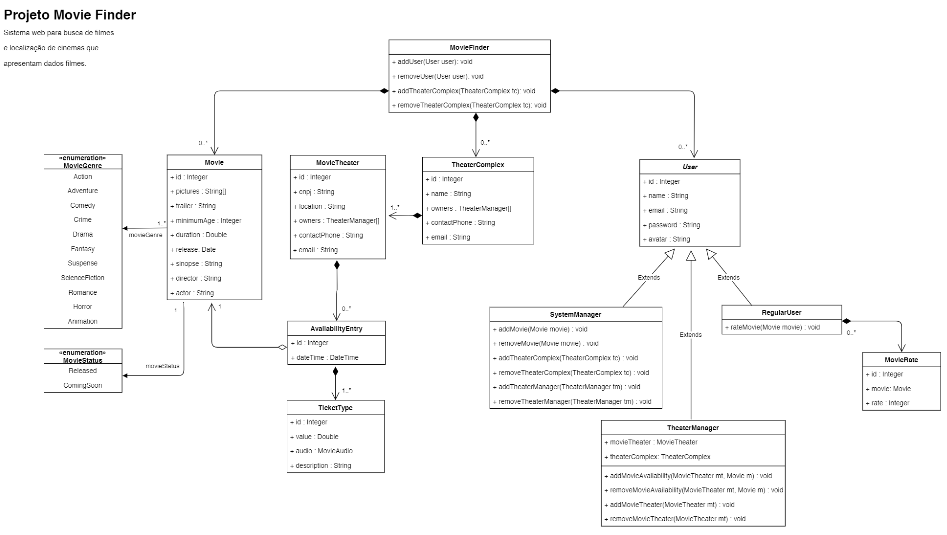 Projeto Movie Finder
Sistema web para busca de filmes
e localização de cinemas que
apresentam dados filmes.
MovieFinder
+ addUser(User user): void
+ removeUser(User user): void
+ addTheaterComplex(TheaterComplex tc): void
+ removeTheaterComplex(TheaterComplex tc): void
0..*
0..*
0..*
«enumeration»
MovieGenre
Action
Adventure
Comedy
Crime
Drama
Fantasy
Suspense
ScienceFiction
Romance
Horror
Animation
1..*
movieGenre
Movie
+ id : Integer
+ pictures : String[]
+ trailer : String
+ minimumAge : Integer
+ duration : Double
+ release: Date
+ sinopse : String
+ director : String
+ actor : String
1
movieStatus
1
«enumeration»
MovieStatus
Released
ComingSoon
MovieTheater
+ id : Integer
+ cnpj : String
+ location : String
+ owners : TheaterManager[]
+ contactPhone : String
+ email : String
1..*
TheaterComplex
+ id : Integer
+ name : String
+ owners : TheaterManager[]
+ contactPhone : String
+ email : String
0..*
AvailabilityEntry
+ id : Integer
+ dateTime : DateTime
1..*
TicketType
+ id : Integer
+ value : Double
+ audio : MovieAudio
+ description : String
User
+ id : Integer
+ name : String
+ email : String
+ password : String
+ avatar : String
Extends
Extends
Extends
SystemManager
+ addMovie(Movie movie) : void
+ removeMovie(Movie movie) : void
+ addTheaterComplex(TheaterComplex tc) : void
+ removeTheaterComplex(TheaterComplex tc) : void
+ addTheaterManager(TheaterManager tm) : void
+ removeTheaterManager(TheaterManager tm) : void
RegularUser
+ rateMovie(Movie movie) : void
0..*
MovieRate
+ id : Integer
+ movie: Movie
+ rate : Integer
TheaterManager
+ movieTheater : MovieTheater
+ theaterComplex: TheaterComplex
+ addMovieAvailability(MovieTheater mt, Movie m) : void
+ removeMovieAvailability(MovieTheater mt, Movie m) : void
+ addMovieTheater(MovieTheater mt) : void
+ removeMovieTheater(MovieTheater mt) : void